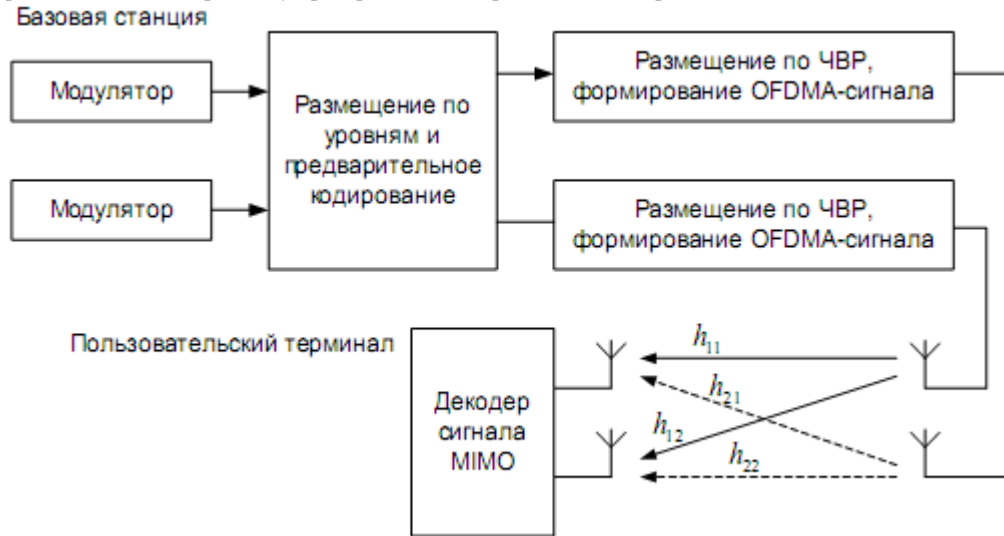 Базовая станция
Модулятор
Размещение по
уровням и
предварительное
кодирование
Размещение по ЧВР,
формирование OFDMA-сигнала
Модулятор
Размещение по ЧВР,
формирование OFDMA-сигнала
Пользовательский терминал
Декодер
сигнала
MIMO
h₁₁
h₂₁
h₁₂
h₂₂